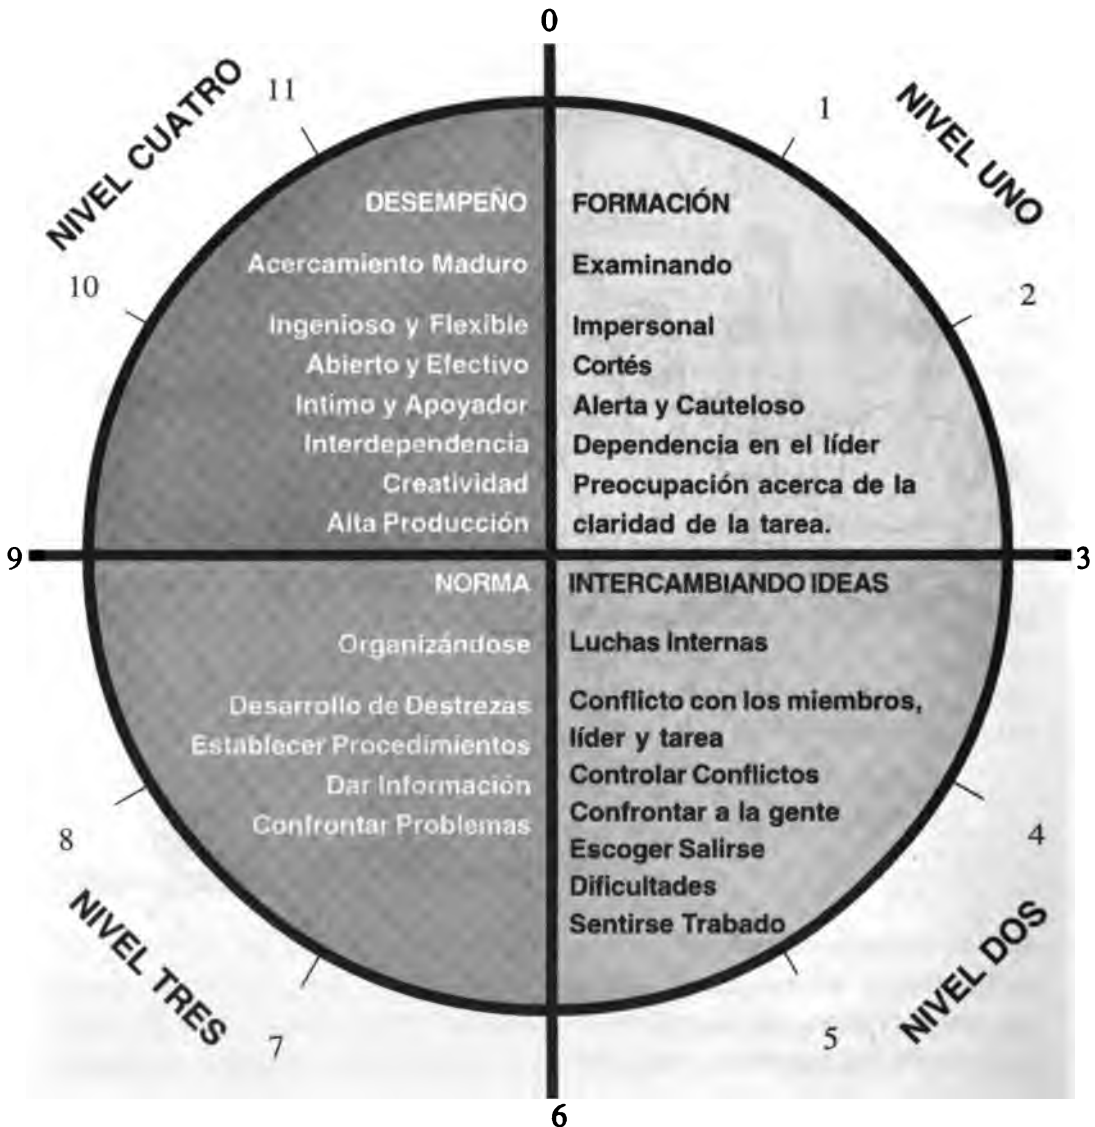 0
11
1
NIVEL CUATRO
NIVEL UNO
10
2
DESEMPEÑO
Acercamiento Maduro
Ingenioso y Flexible
Abierto y Efectivo
Intimo y Apoyador
Interdependencia
Creatividad
Alta Producción
FORMACIÓN
Examinando
Impersonal
Cortés
Alerta y Cauteloso
Dependencia en el líder
Preocupación acerca de la
claridad de la tarea.
9
3
NORMA
Organizándose
Desarrollo de Destrezas
Establecer Procedimientos
Dar Información
Confrontar Problemas
INTERCAMBIANDO IDEAS
Luchas Internas
Conflicto con los miembros,
líder y tarea
Controlar Conflictos
Confrontar a la gente
Escoger Salirse
Dificultades
Sentirse Trabado
8
4
NIVEL TRES
NIVEL DOS
7
5
6